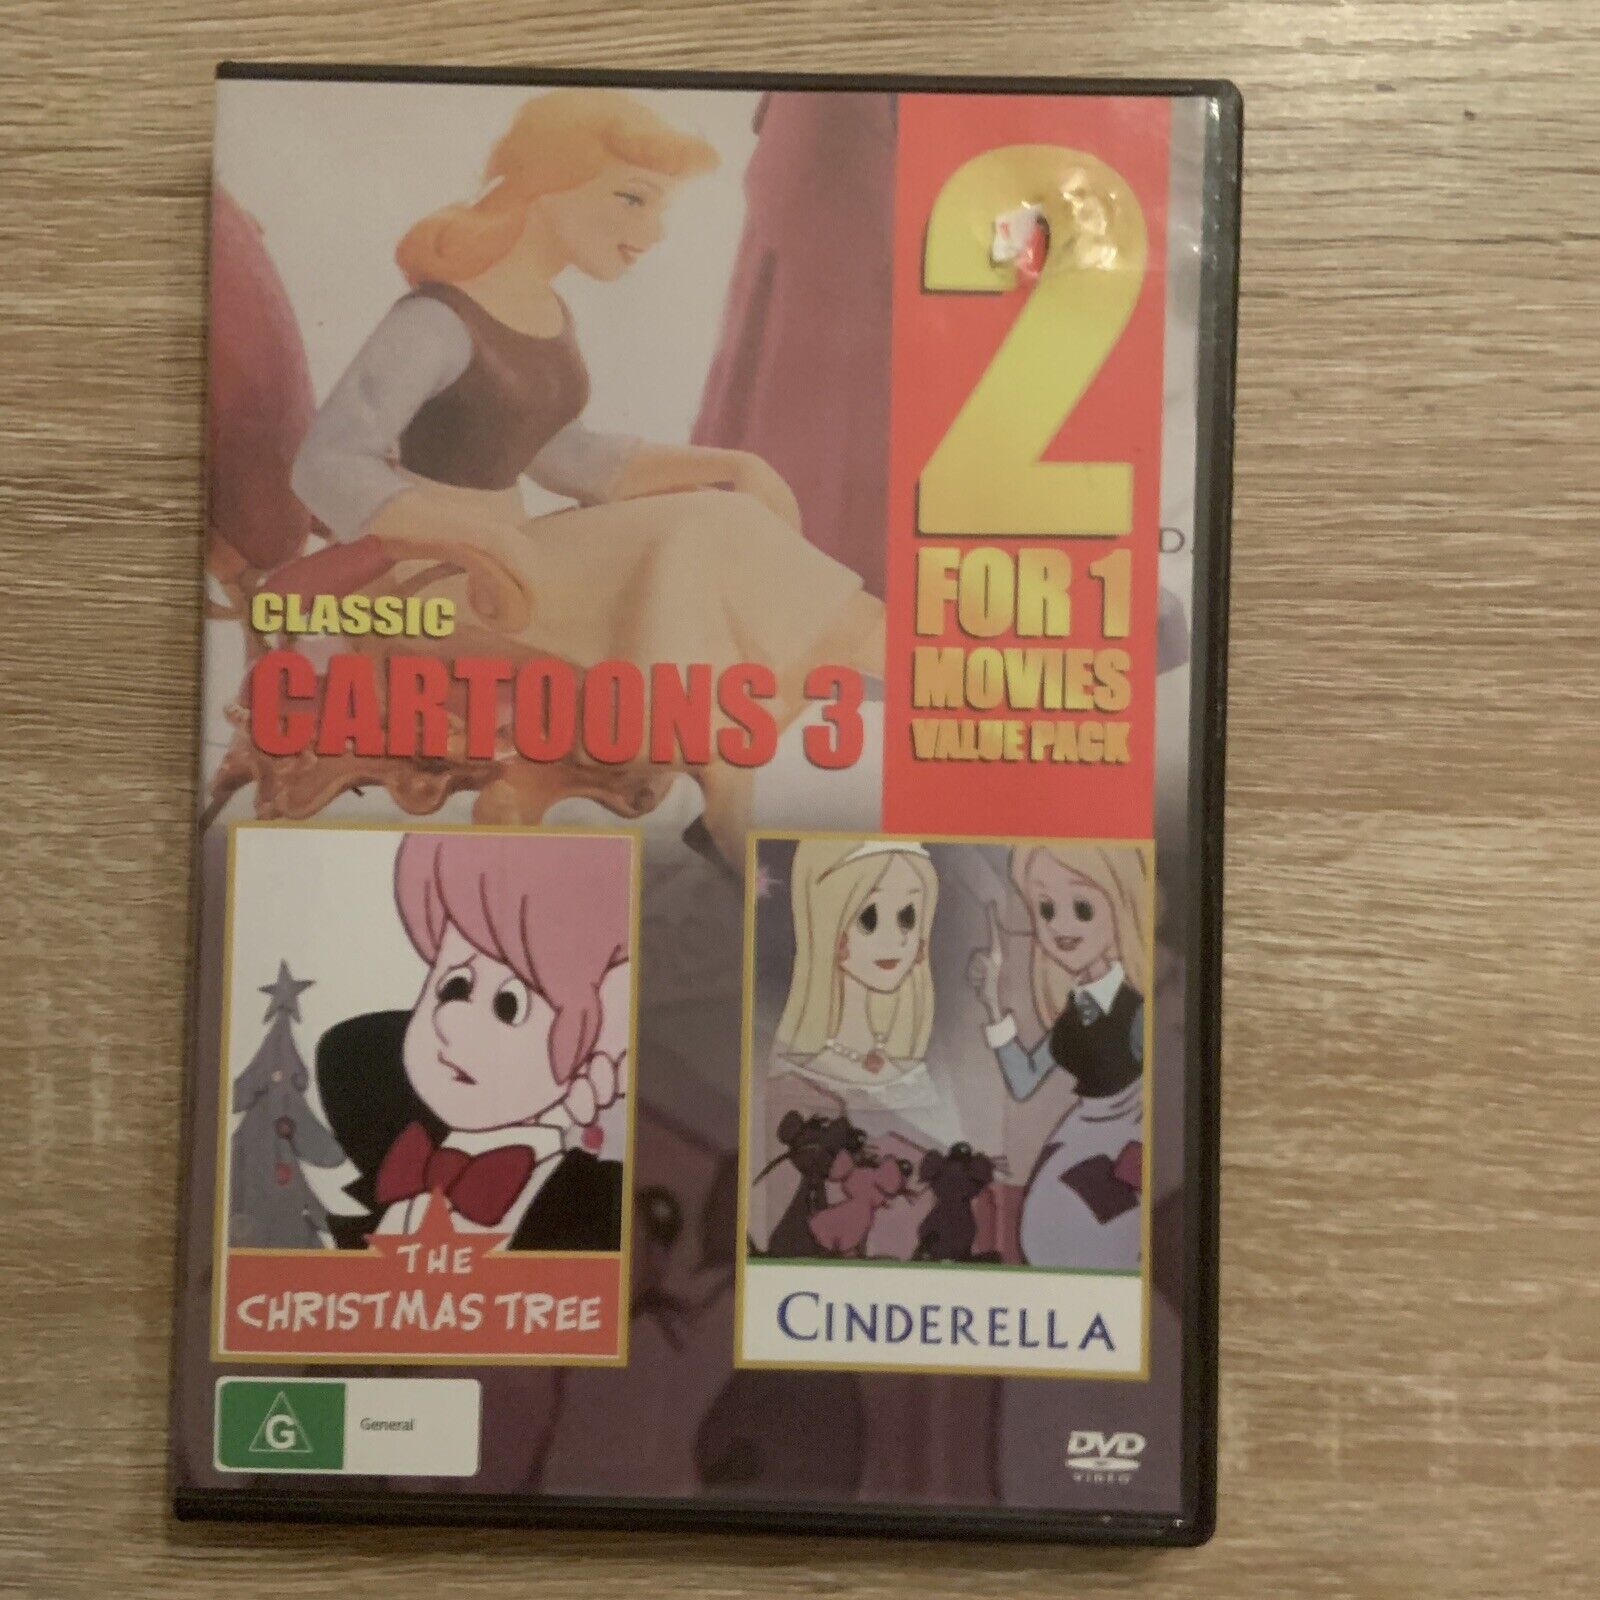 2
FOR 1
MOVIES
VALUE PACK
D
CLASSIC
CARTOONS 3
THE
CHRISTMAS TREE
CINDERELLA
G
General
DVD
VIDEO